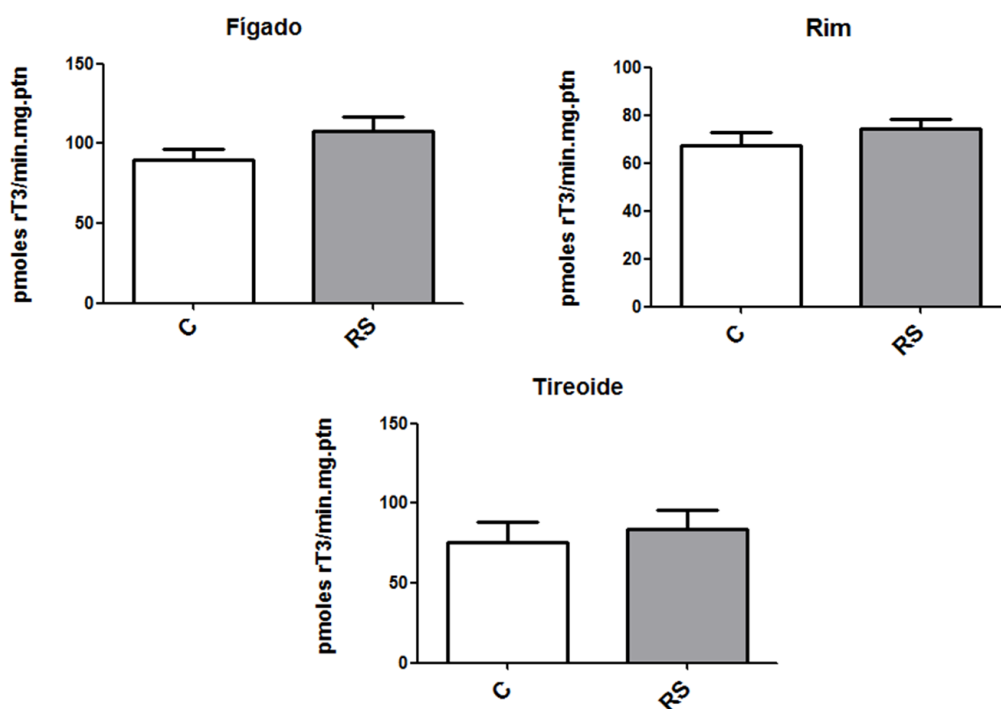 Fígado
pmoles rT3/min.mg.ptn
150
100
50
0
C
RS
Rim
pmoles rT3/min.mg.ptn
100
80
60
40
20
0
C
RS
Tireoide
pmoles rT3/min.mg.ptn
150
100
50
0
C
RS